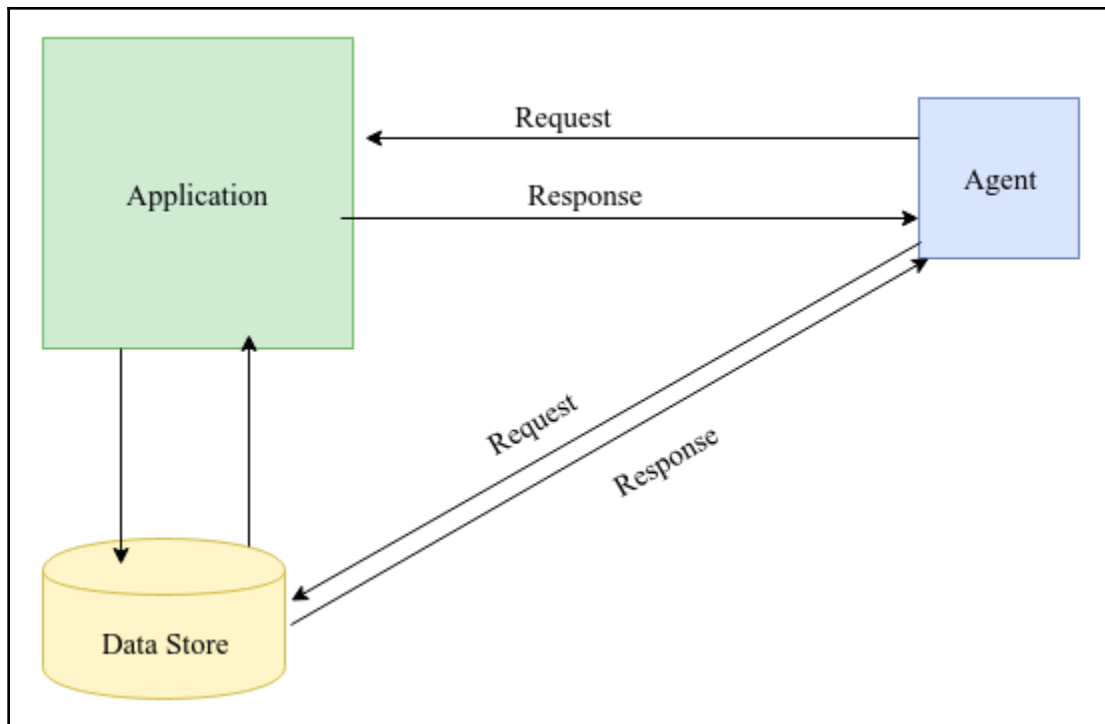 Request
Agent
Application
Response
Request
Response
Data Store